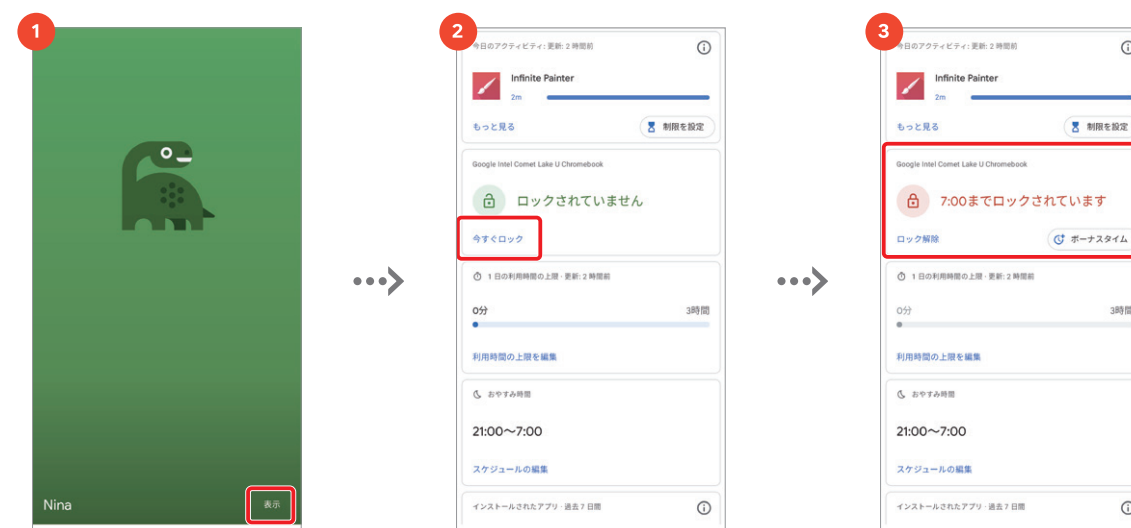 1
Nina
表示
2
今日のアクティビティ: 更新: 2 時間前
Infinite Painter
2m
もっと見る
制限を設定
Google Intel Comet Lake U Chromebook
ロックされていません
今すぐロック
1 日の利用時間の上限 · 更新: 2 時間前
0分
3時間
利用時間の上限を編集
おやすみ時間
21:00～7:00
スケジュールの編集
インストールされたアプリ · 過去 7 日間
3
今日のアクティビティ: 更新: 2 時間前
Infinite Painter
2m
もっと見る
制限を設定
Google Intel Comet Lake U Chromebook
7:00までロックされています
ロック解除
ボーナスタイム
1 日の利用時間の上限 · 更新: 2 時間前
0分
3時間
利用時間の上限を編集
おやすみ時間
21:00～7:00
スケジュールの編集
インストールされたアプリ · 過去 7 日間